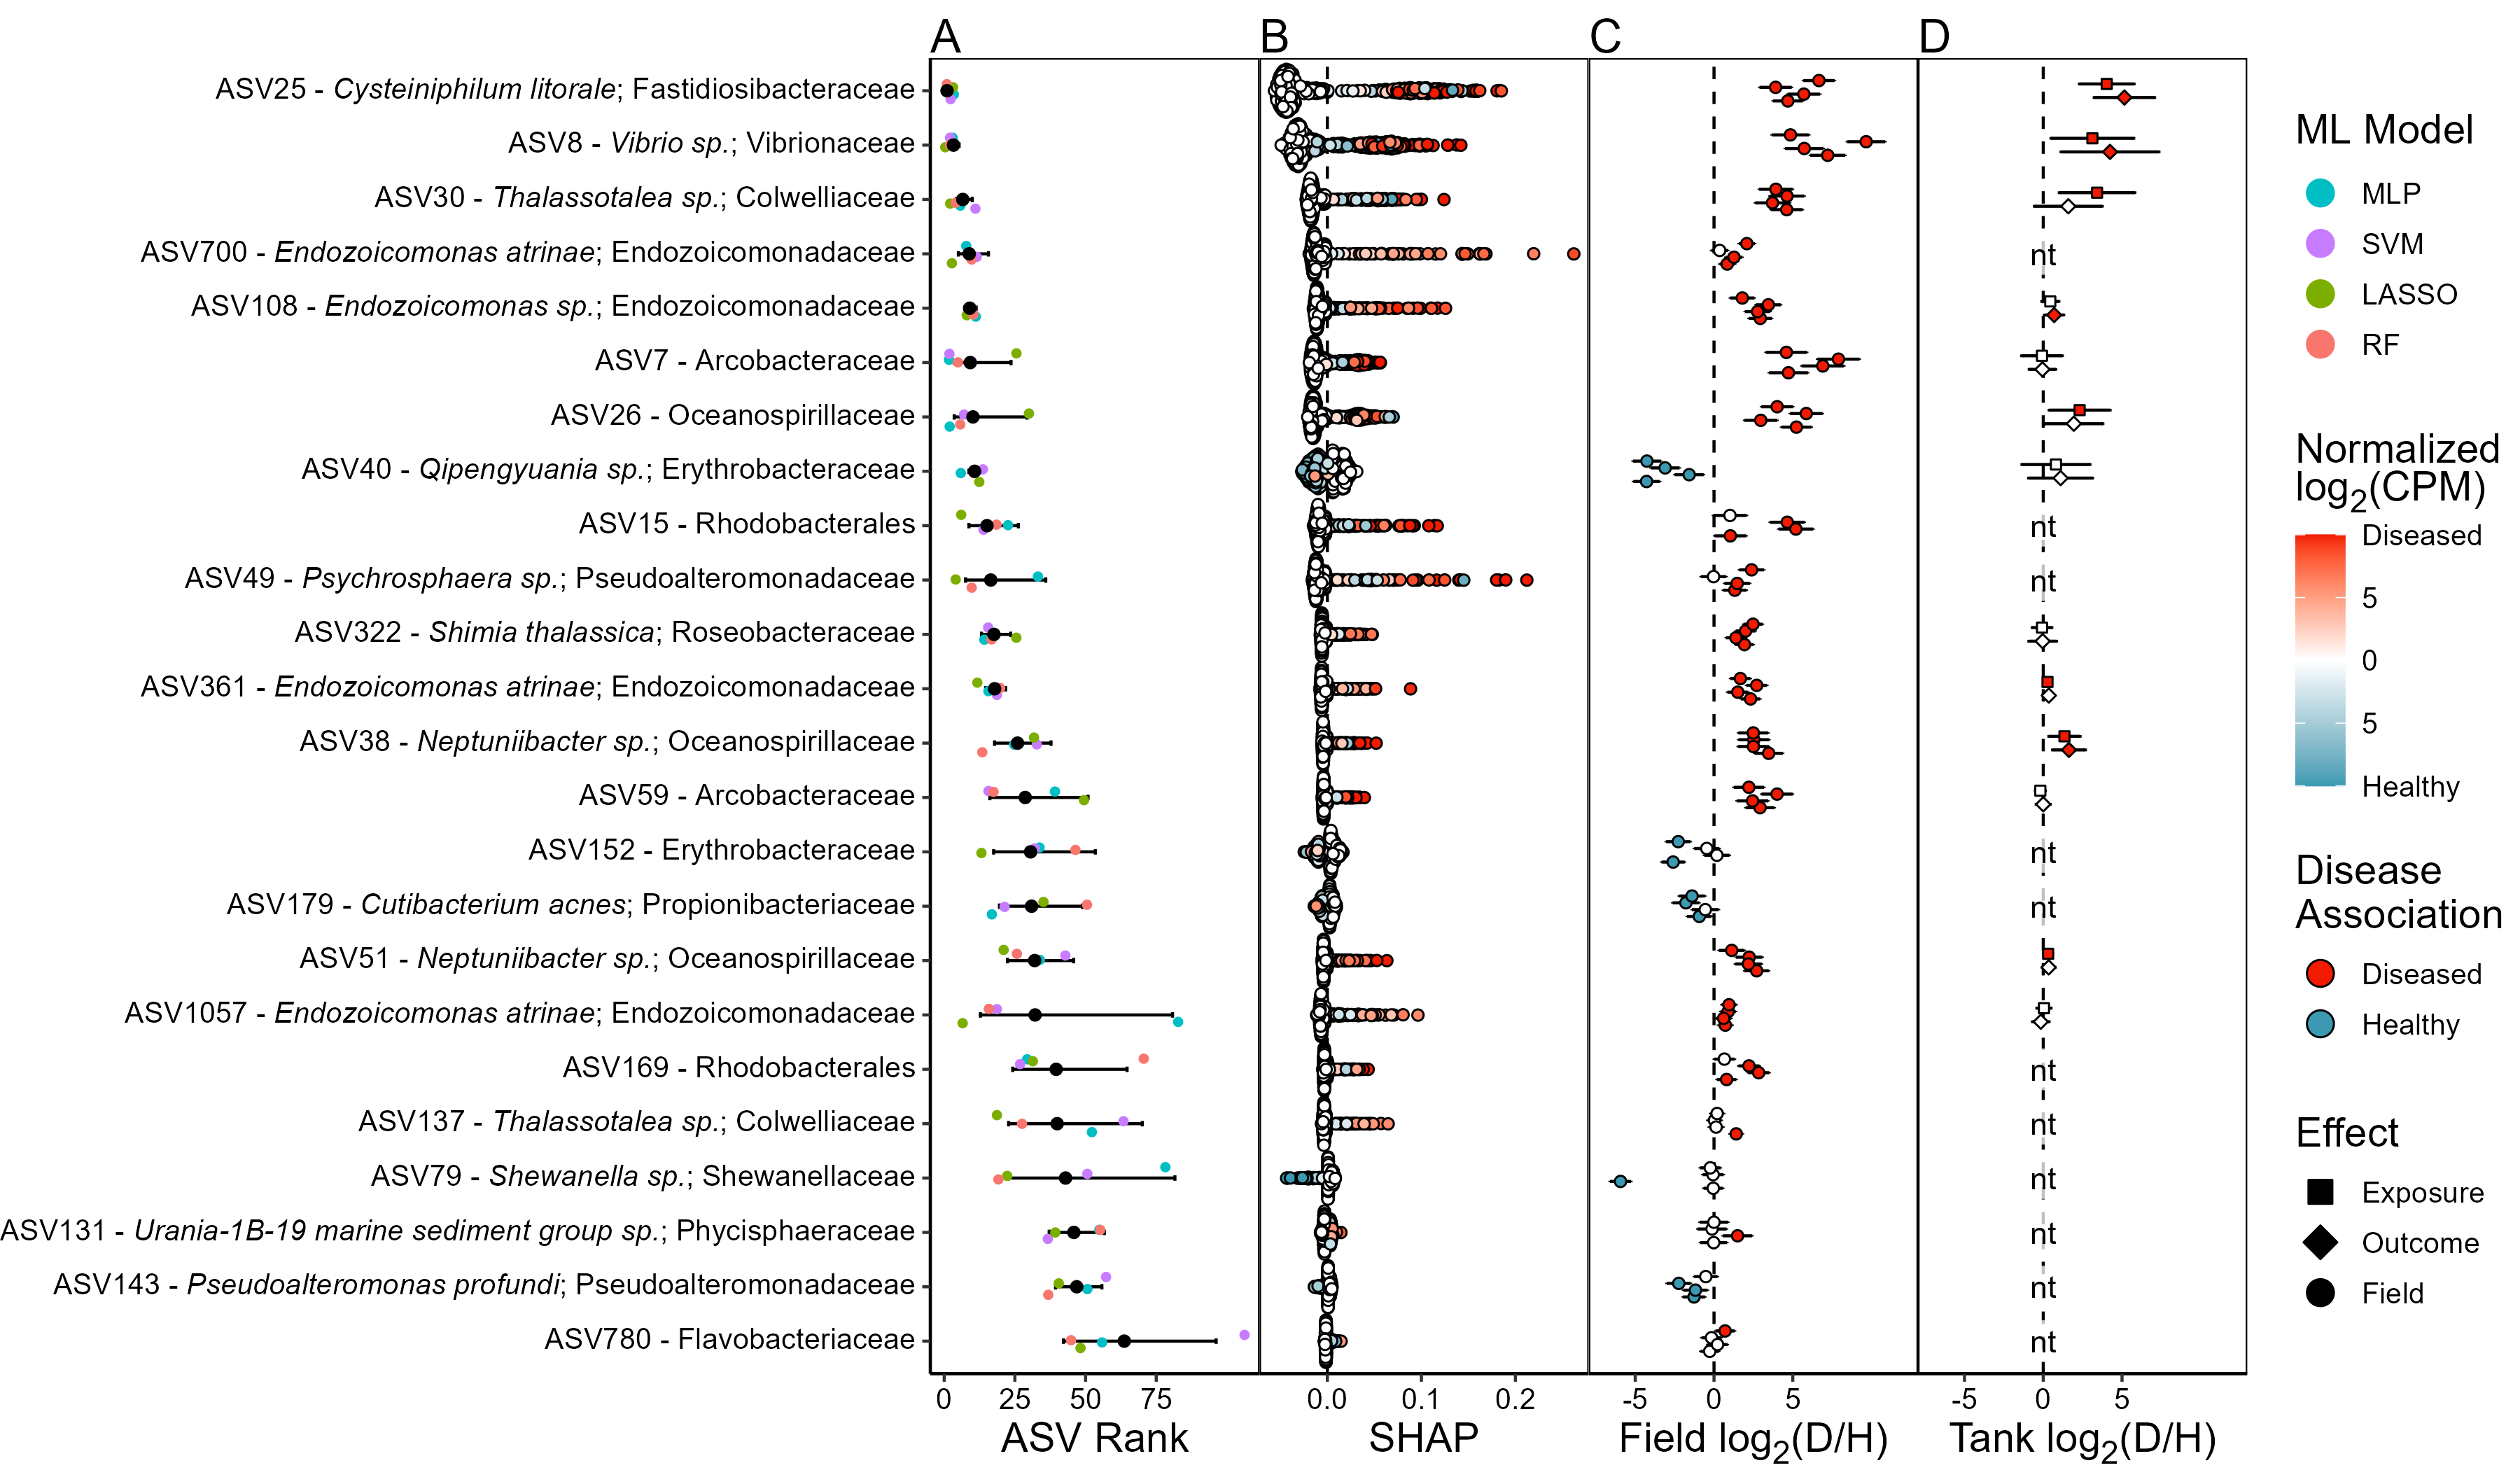 A B C D
ASV25 - Cysteiniphilum litorale; Fastidiosibacteraceae
ASV8 - Vibrio sp.; Vibrionaceae
ASV30 - Thalassotalea sp.; Colwelliaceae
ASV700 - Endozoicomonas atrinae; Endozoicomonadaceae nt
ASV108 - Endozoicomonas sp.; Endozoicomonadaceae
ASV7 - Arcobacteraceae
ASV26 - Oceanospirillaceae
ASV40 - Qipengyuania sp.; Erythrobacteraceae
ASV15 - Rhodobacterales nt
ASV49 - Psychrosphaera sp.; Pseudoalteromonadaceae nt
ASV322 - Shimia thalassica; Roseobacteraceae
ASV361 - Endozoicomonas atrinae; Endozoicomonadaceae
ASV38 - Neptuniibacter sp.; Oceanospirillaceae
ASV59 - Arcobacteraceae
ASV152 - Erythrobacteraceae nt
ASV179 - Cutibacterium acnes; Propionibacteriaceae nt
ASV51 - Neptuniibacter sp.; Oceanospirillaceae
ASV1057 - Endozoicomonas atrinae; Endozoicomonadaceae
ASV169 - Rhodobacterales nt
ASV137 - Thalassotalea sp.; Colwelliaceae nt
ASV79 - Shewanella sp.; Shewanellaceae nt
ASV131 - Urania-1B-19 marine sediment group sp.; Phycisphaeraceae nt
ASV143 - Pseudoalteromonas profundi; Pseudoalteromonadaceae nt
ASV780 - Flavobacteriaceae nt
0 25 50 75 0.0 0.1 0.2 -5 0 5 -5 0 5
ASV Rank SHAP Field log2(D/H) Tank log2(D/H)
ML Model
MLP
SVM
LASSO
RF
Normalized
log2(CPM)
Diseased
5
0
5
Healthy
Disease
Association
Diseased
Healthy
Effect
Exposure
Outcome
Field